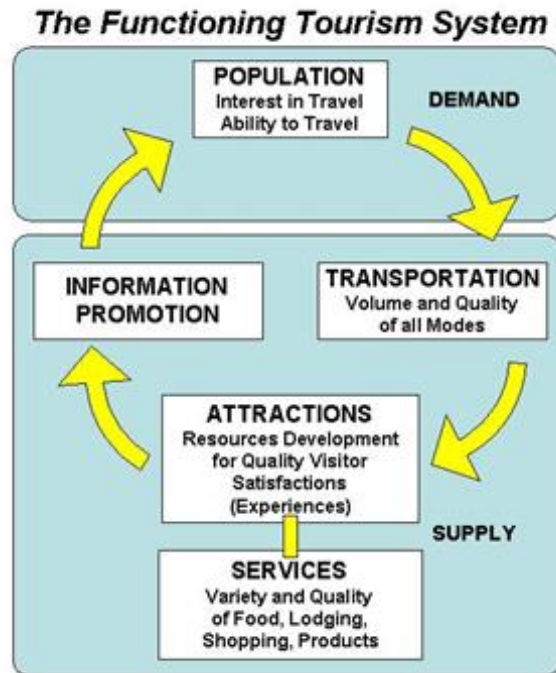 The Functioning Tourism System
POPULATION
Interest in Travel
Ability to Travel
DEMAND
INFORMATION
PROMOTION
TRANSPORTATION
Volume and Quality
of all Modes
ATTRACTIONS
Resources Development
for Quality Visitor
Satisfactions
(Experiences)
SUPPLY
SERVICES
Variety and Quality
of Food, Lodging,
Shopping, Products